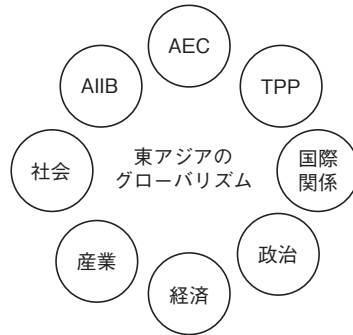 AEC
AIIB
TPP
社会
東アジアの
グローバリズム
国際
関係
産業
政治
経済